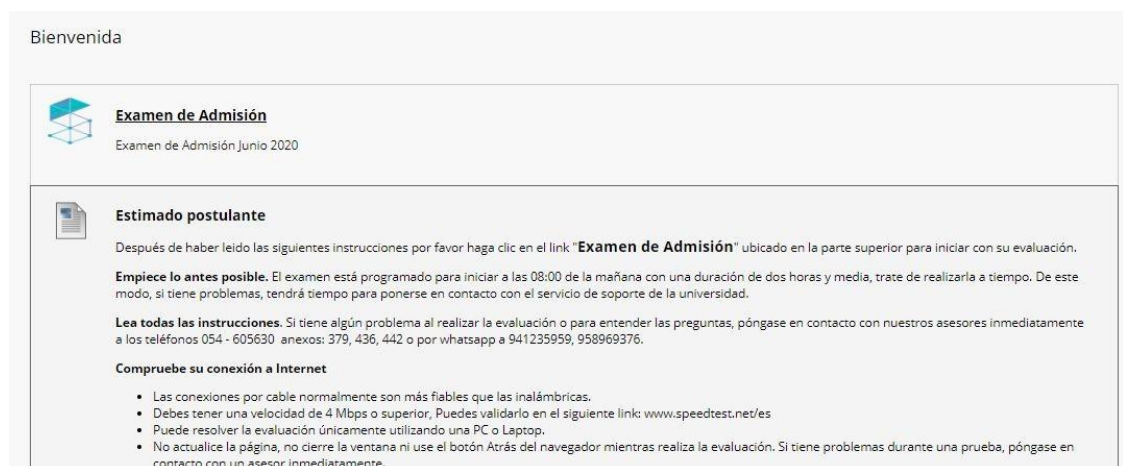 Bienvenida
Examen de Admisión
Examen de Admisión Junio 2020
Estimado postulante
Después de haber leido las siguientes instrucciones por favor haga clic en el link "Examen de Admisión" ubicado en la parte superior para iniciar con su evaluación.
Empiece lo antes posible. El examen está programado para iniciar a las 08:00 de la mañana con una duración de dos horas y media, trate de realizarla a tiempo. De este
modo, si tiene problemas, tendrá tiempo para ponerse en contacto con el servicio de soporte de la universidad.
Lea todas las instrucciones. Si tiene algún problema al realizar la evaluación o para entender las preguntas, póngase en contacto con nuestros asesores inmediatamente
a los teléfonos 054 - 605630 anexos: 379, 436, 442 o por whatsapp a 941235959, 958969376.
Compruebe su conexión a Internet
• Las conexiones por cable normalmente son más fiables que las inalámbricas.
• Debes tener una velocidad de 4 Mbps o superior, Puedes validarlo en el siguiente link: www.speedtest.net/es
• Puede resolver la evaluación únicamente utilizando una PC o Laptop.
• No actualice la página, no cierre la ventana ni use el botón Atrás del navegador mientras realiza la evaluación. Si tiene problemas durante una prueba, póngase en
contacto con un asesor inmediatamente.